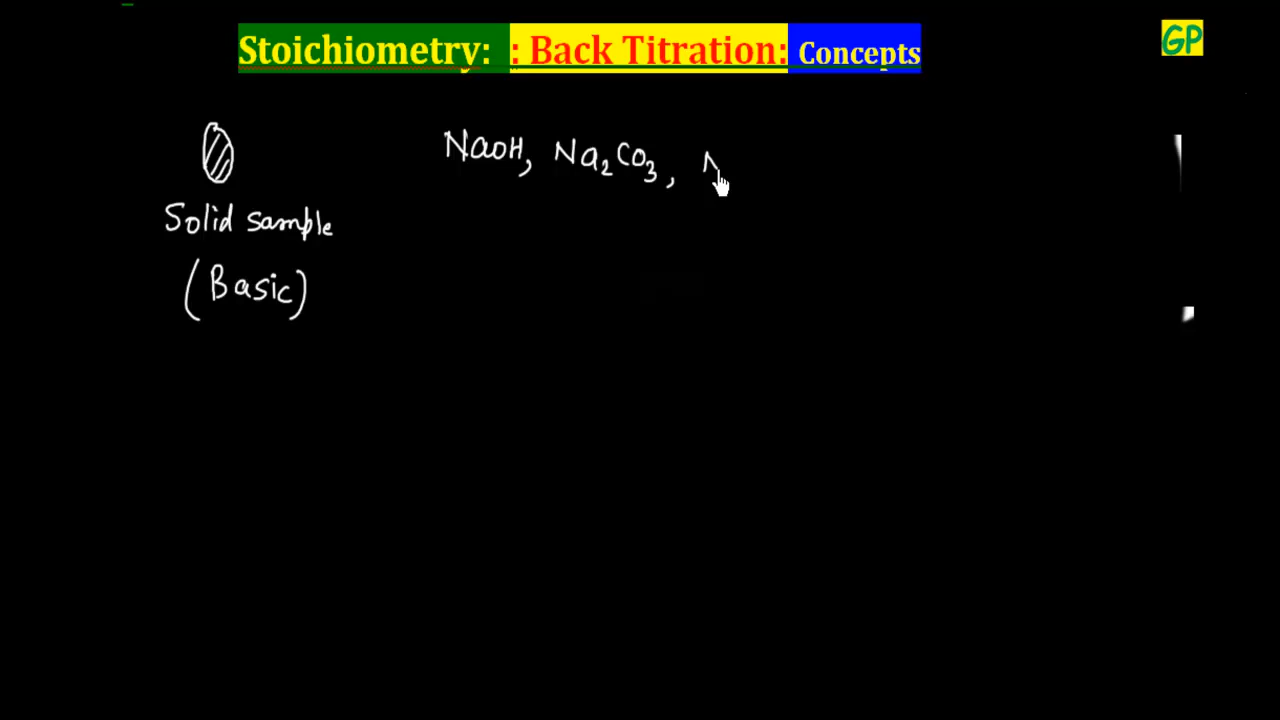 Stoichiometry: : Back Titration: Concepts
GP
NaOH, Na₂CO₃,
Solid sample
(Basic)